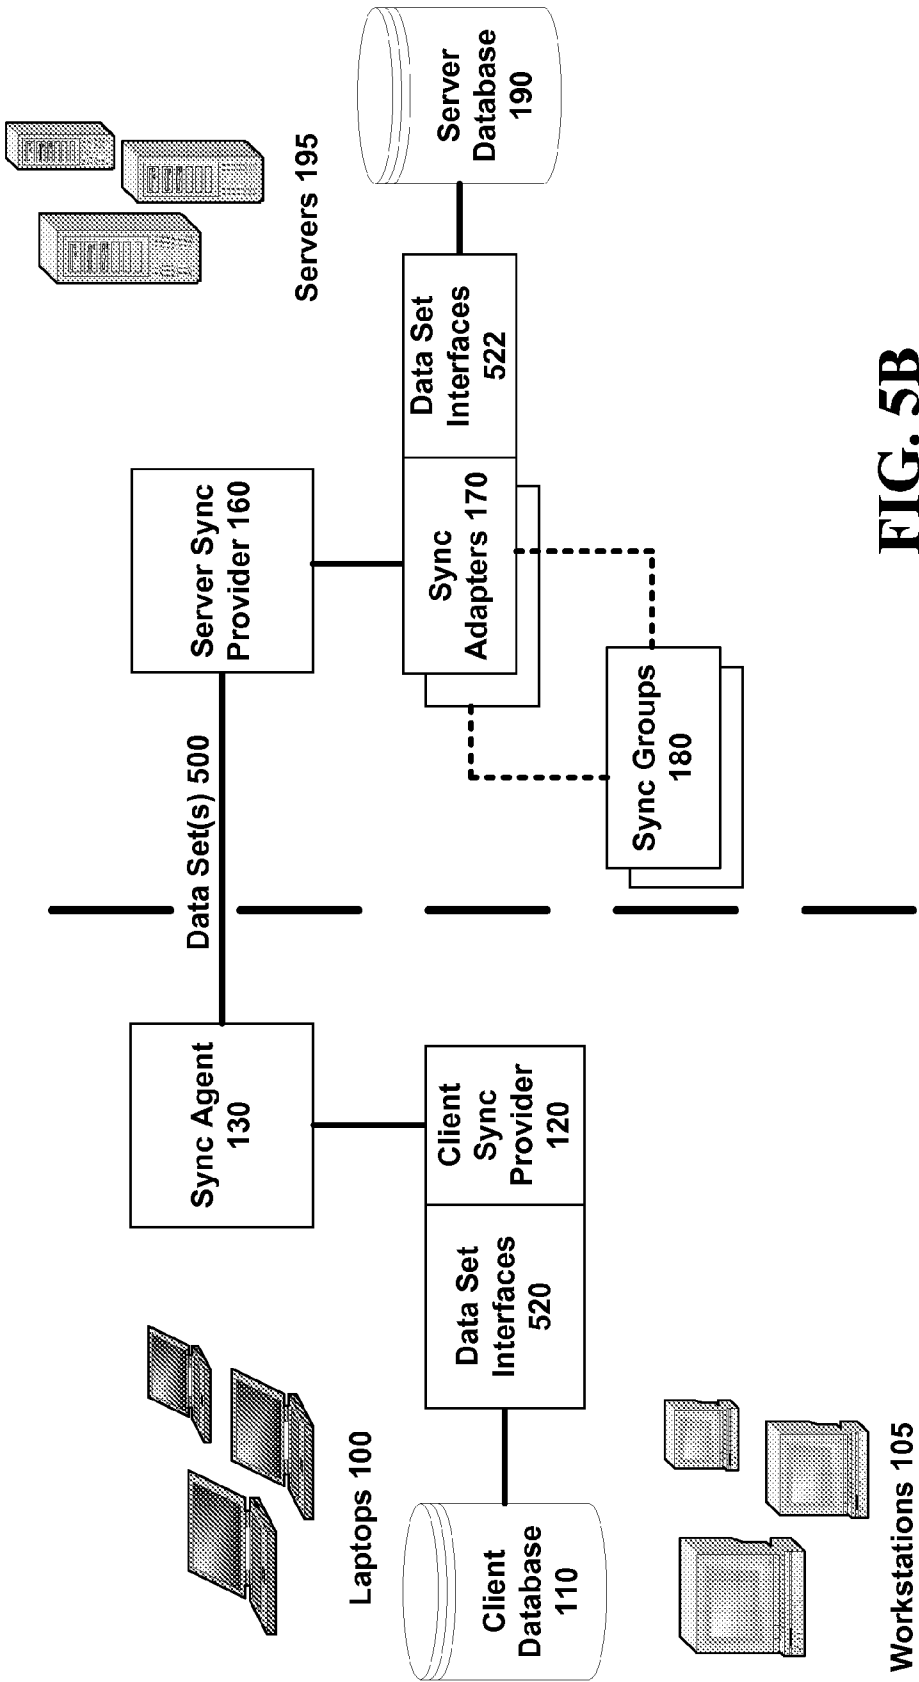 Laptops 100
Servers 195
Sync Agent
130
Data Set(s) 500
Server Sync
Provider 160
Client
Database
110
Data Set
Interfaces
520
Client
Sync
Provider
120
Sync
Adapters 170
Data Set
Interfaces
522
Server
Database
190
Sync Groups
180
Workstations 105
FIG. 5B